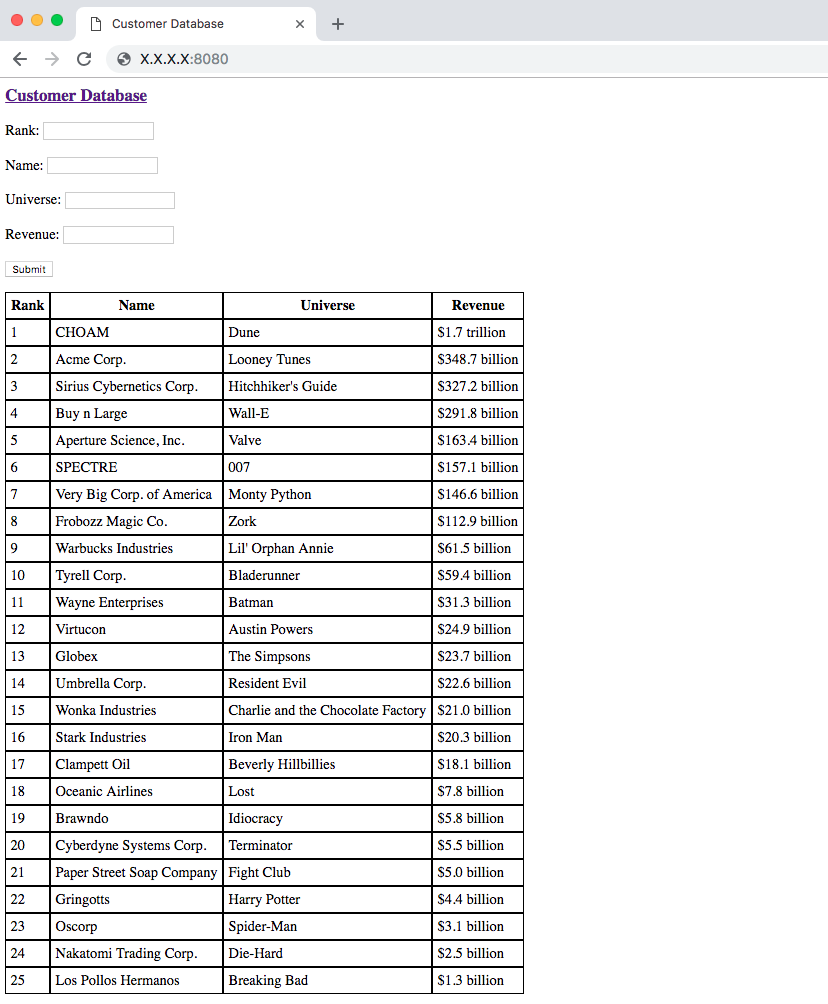 Customer Database
X.X.X.X:8080
Customer Database
Rank:
Name:
Universe:
Revenue:
Submit
Rank Name Universe Revenue
1 CHOAM Dune $1.7 trillion
2 Acme Corp. Looney Tunes $348.7 billion
3 Sirius Cybernetics Corp. Hitchhiker's Guide $327.2 billion
4 Buy n Large Wall-E $291.8 billion
5 Aperture Science, Inc. Valve $163.4 billion
6 SPECTRE 007 $157.1 billion
7 Very Big Corp. of America Monty Python $146.6 billion
8 Frobozz Magic Co. Zork $112.9 billion
9 Warbucks Industries Lil' Orphan Annie $61.5 billion
10 Tyrell Corp. Bladerunner $59.4 billion
11 Wayne Enterprises Batman $31.3 billion
12 Virtucon Austin Powers $24.9 billion
13 Globex The Simpsons $23.7 billion
14 Umbrella Corp. Resident Evil $22.6 billion
15 Wonka Industries Charlie and the Chocolate Factory $21.0 billion
16 Stark Industries Iron Man $20.3 billion
17 Clampett Oil Beverly Hillbillies $18.1 billion
18 Oceanic Airlines Lost $7.8 billion
19 Brawndo Idiocracy $5.8 billion
20 Cyberdyne Systems Corp. Terminator $5.5 billion
21 Paper Street Soap Company Fight Club $5.0 billion
22 Gringotts Harry Potter $4.4 billion
23 Oscorp Spider-Man $3.1 billion
24 Nakatomi Trading Corp. Die-Hard $2.5 billion
25 Los Pollos Hermanos Breaking Bad $1.3 billion